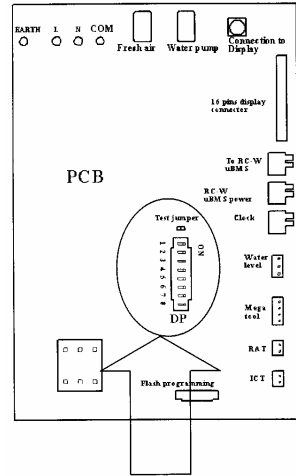 EARTH L N COM
Fresh air
Water pump
Connection to
Display
16 pins display
connector
To RC-W
uBMS
PCB
RC-W
uBMS power
Test jumper
Clock
ON
1
2
3
4
5
6
7
8
Water
level
DP
Mega
tool
RAT
Flash programming
ICT